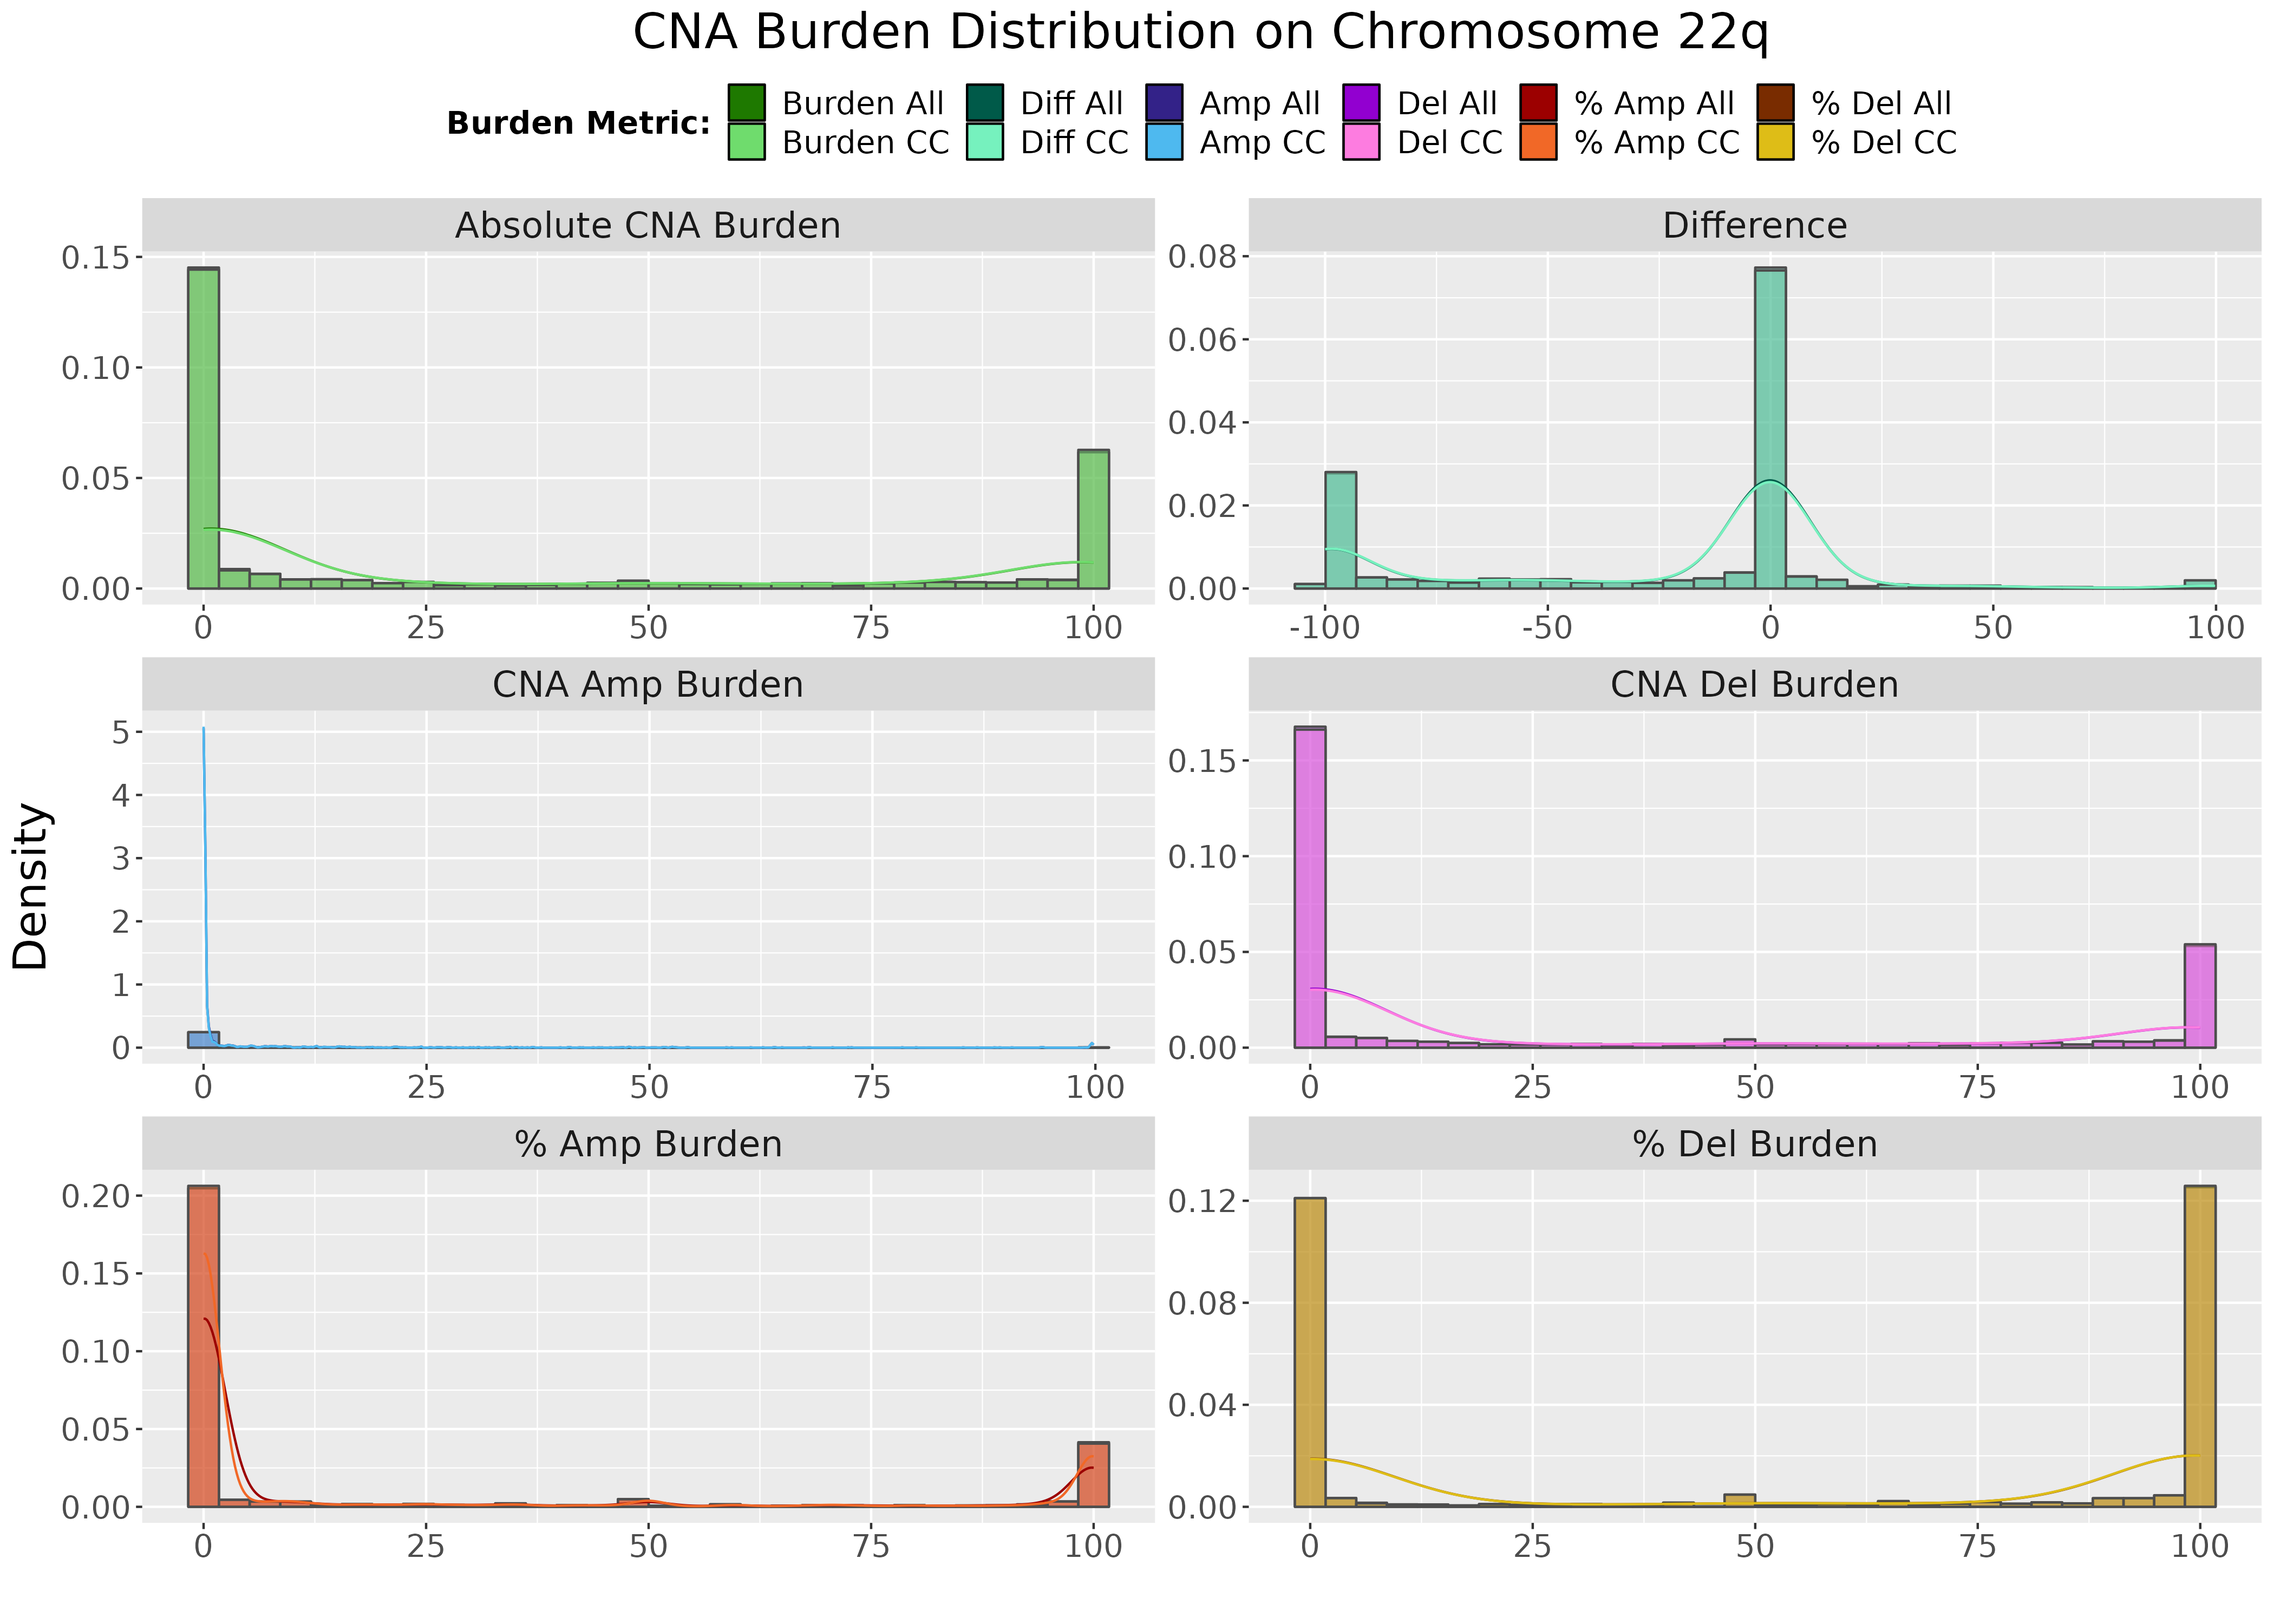 CNA Burden Distribution on Chromosome 22q
Burden Metric:
Burden All Diff All Amp All Del All % Amp All % Del All
Burden CC Diff CC Amp CC Del CC % Amp CC % Del CC
Absolute CNA Burden
0.15
0.10
0.05
0.00
0 25 50 75 100
Difference
0.08
0.06
0.04
0.02
0.00
-100 -50 0 50 100
Density
CNA Amp Burden
5
4
3
2
1
0
0 25 50 75 100
CNA Del Burden
0.15
0.10
0.05
0.00
0 25 50 75 100
% Amp Burden
0.20
0.15
0.10
0.05
0.00
0 25 50 75 100
% Del Burden
0.12
0.08
0.04
0.00
0 25 50 75 100